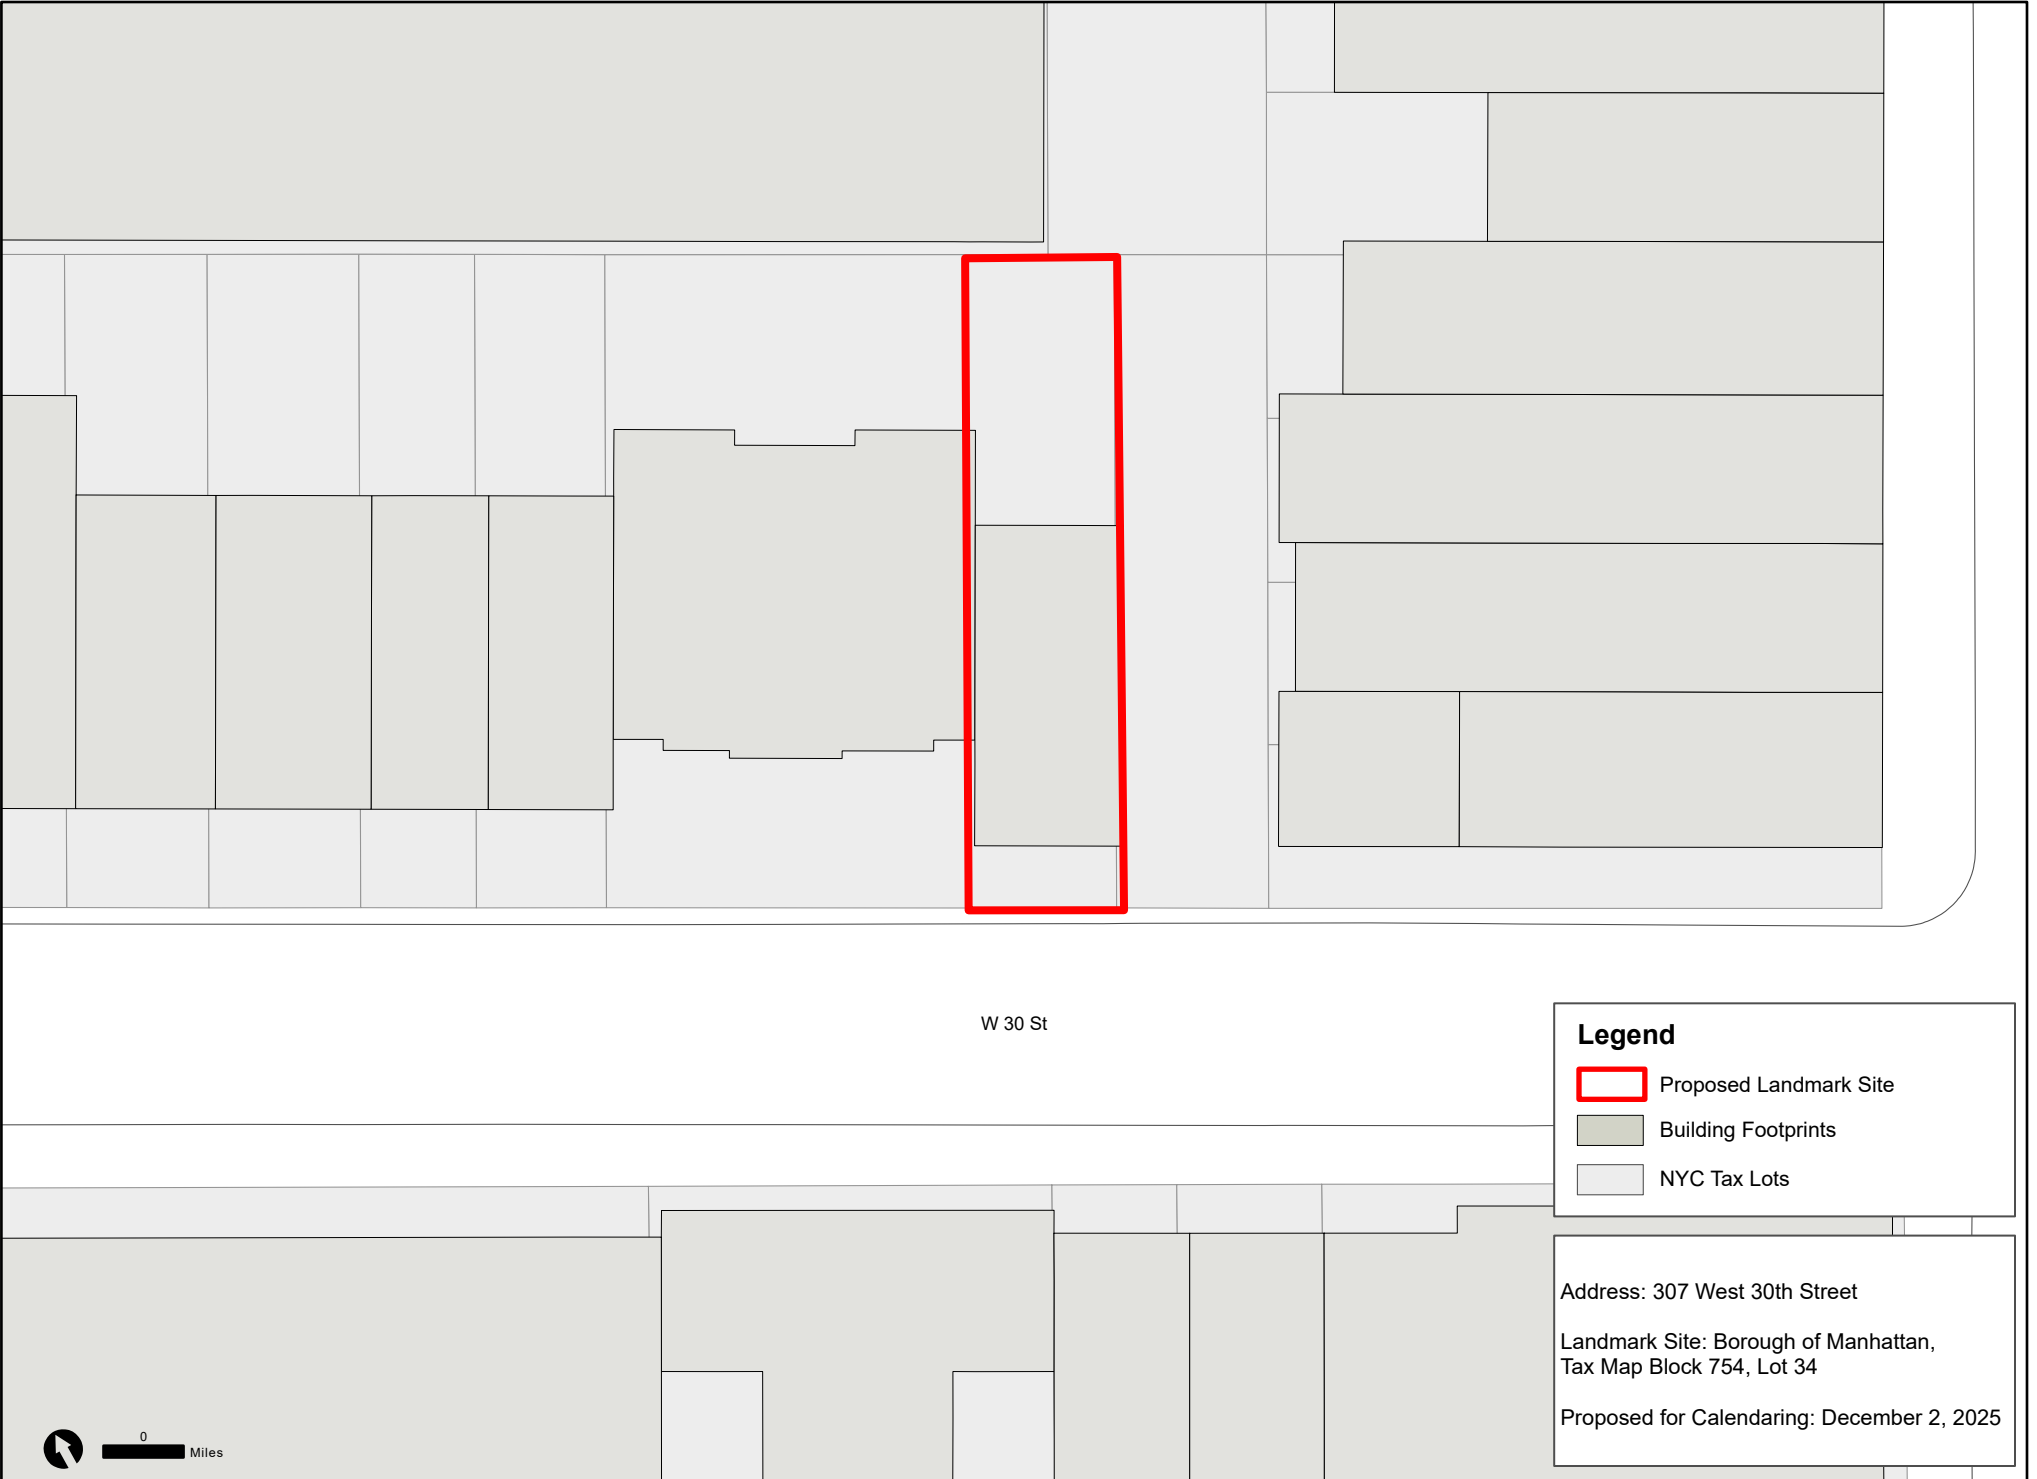 W 30 St
Legend
Proposed Landmark Site
Building Footprints
NYC Tax Lots
Address: 307 West 30th Street
Landmark Site: Borough of Manhattan,
Tax Map Block 754, Lot 34
Proposed for Calendaring: December 2, 2025
0
Miles